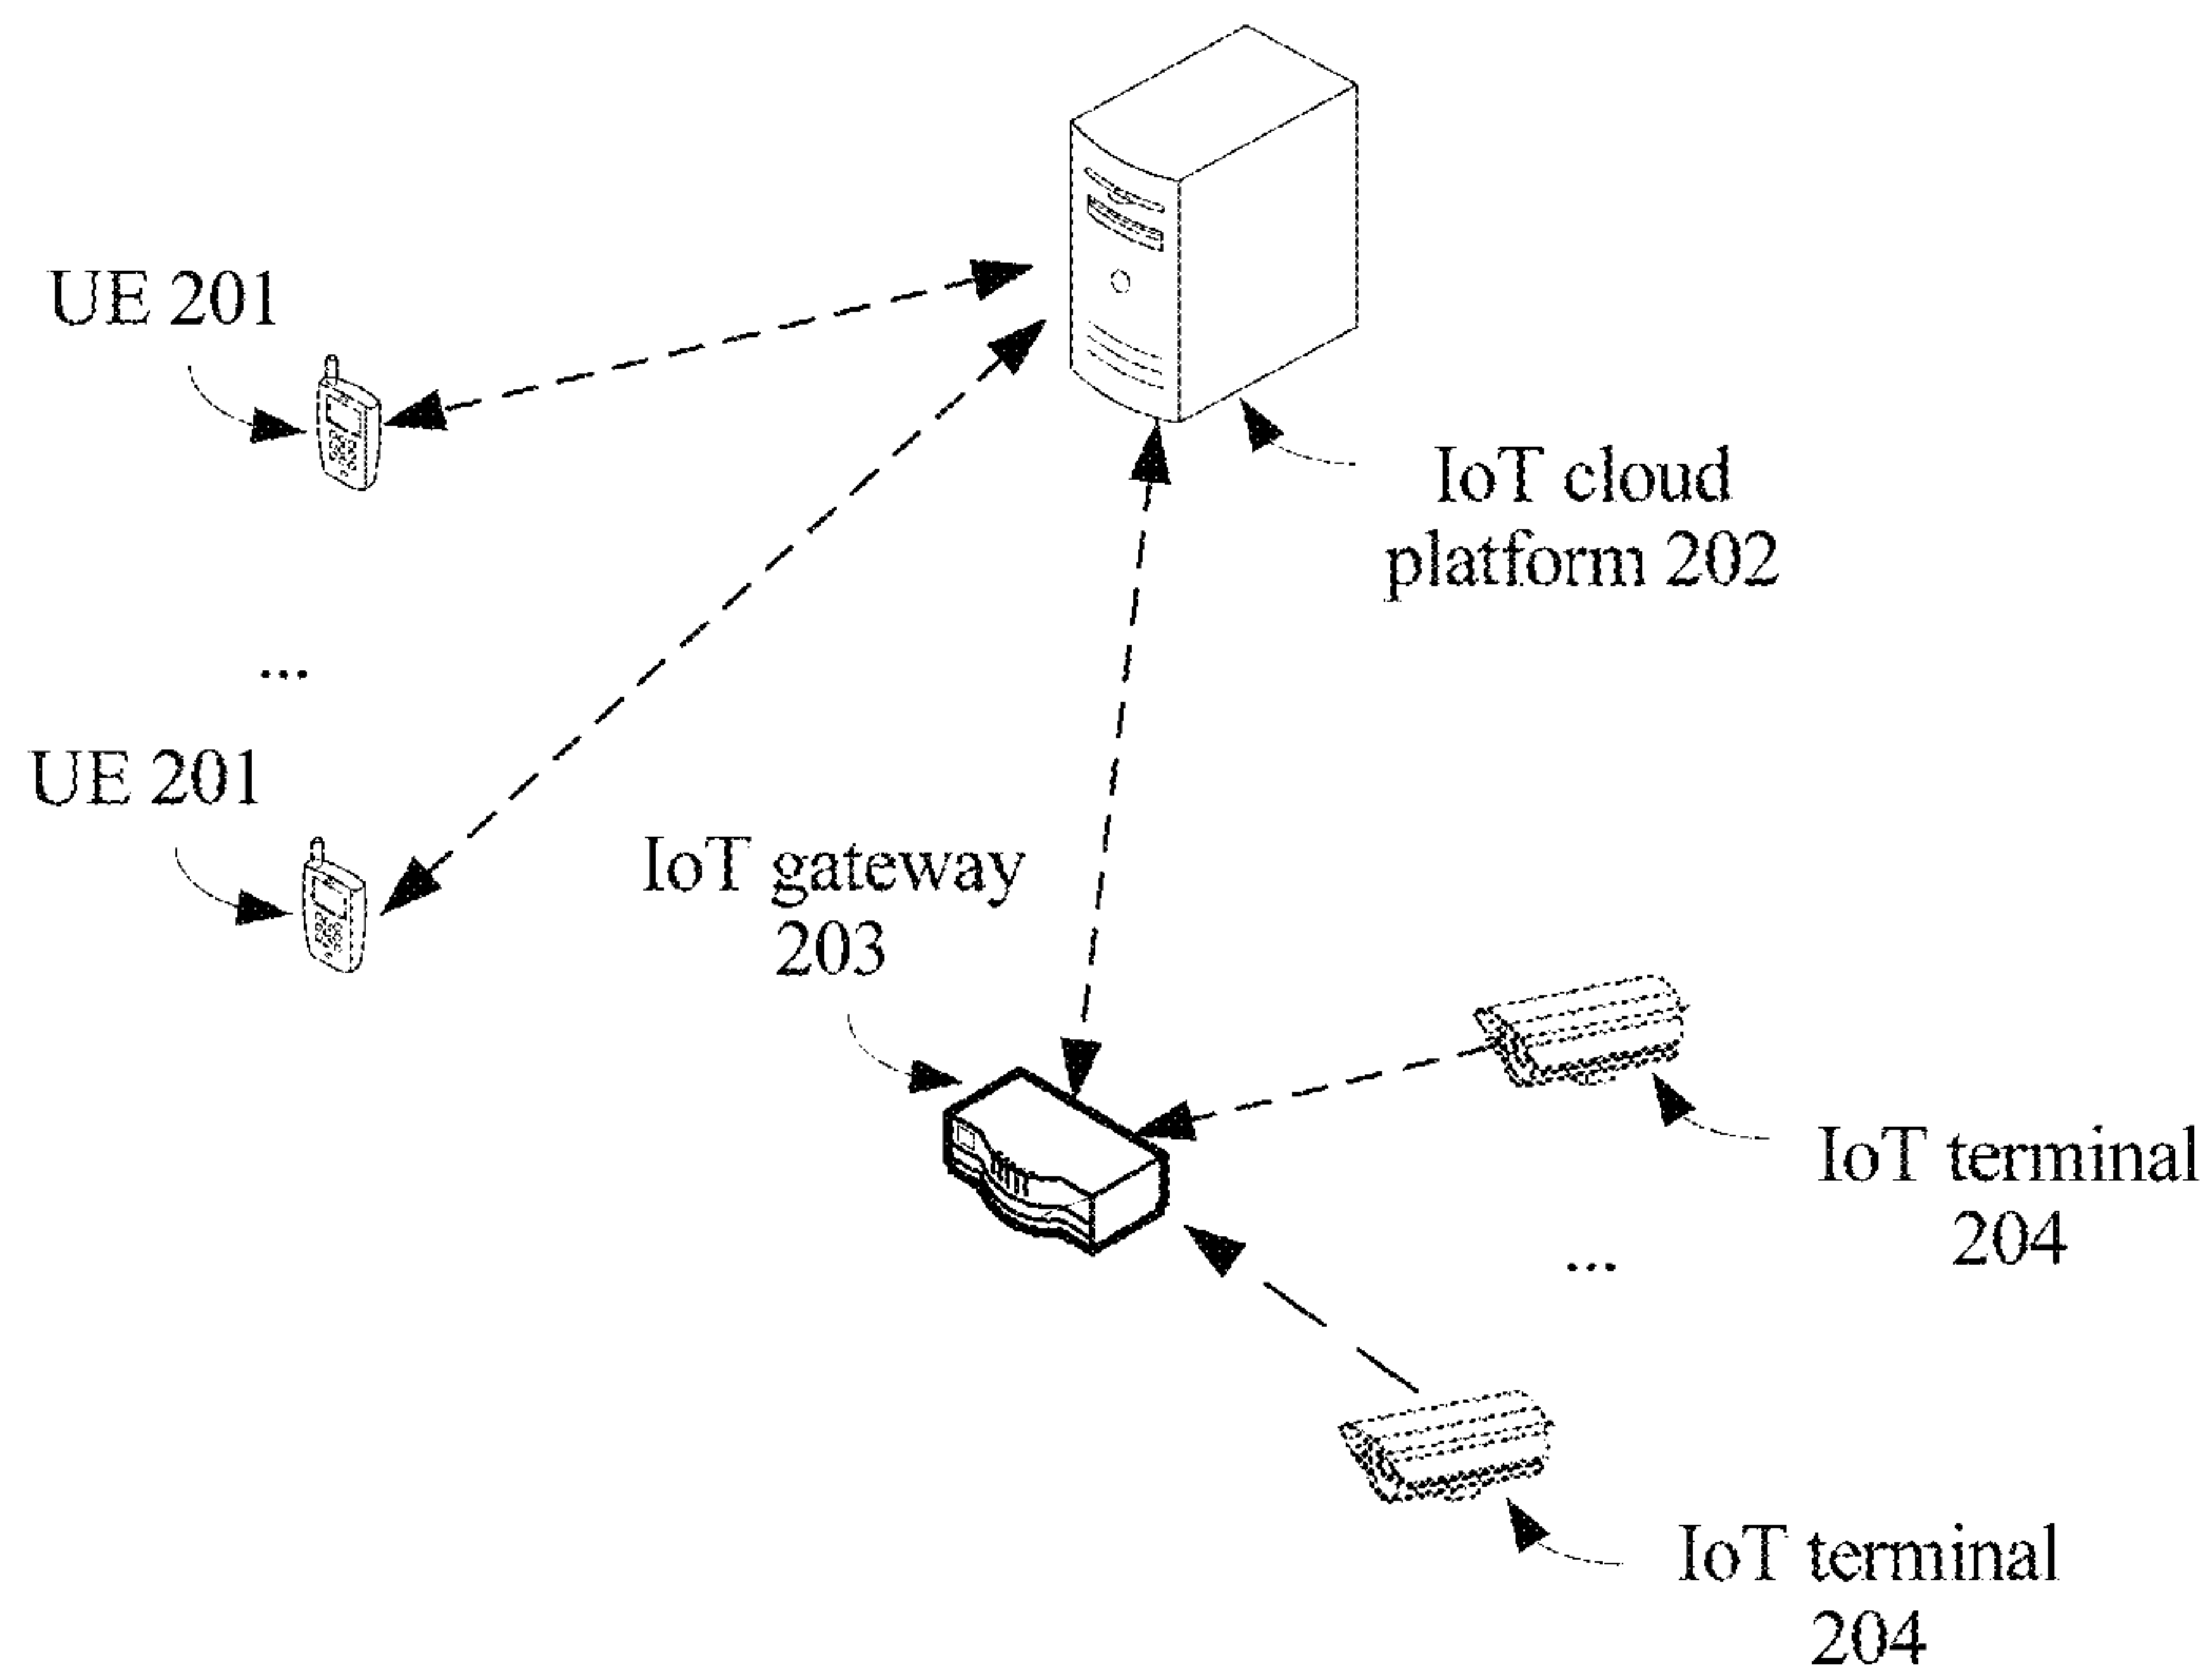 UE 201
IoT cloud
platform 202
...
UE 201
IoT gateway
203
IoT terminal
204
...
IoT terminal
204